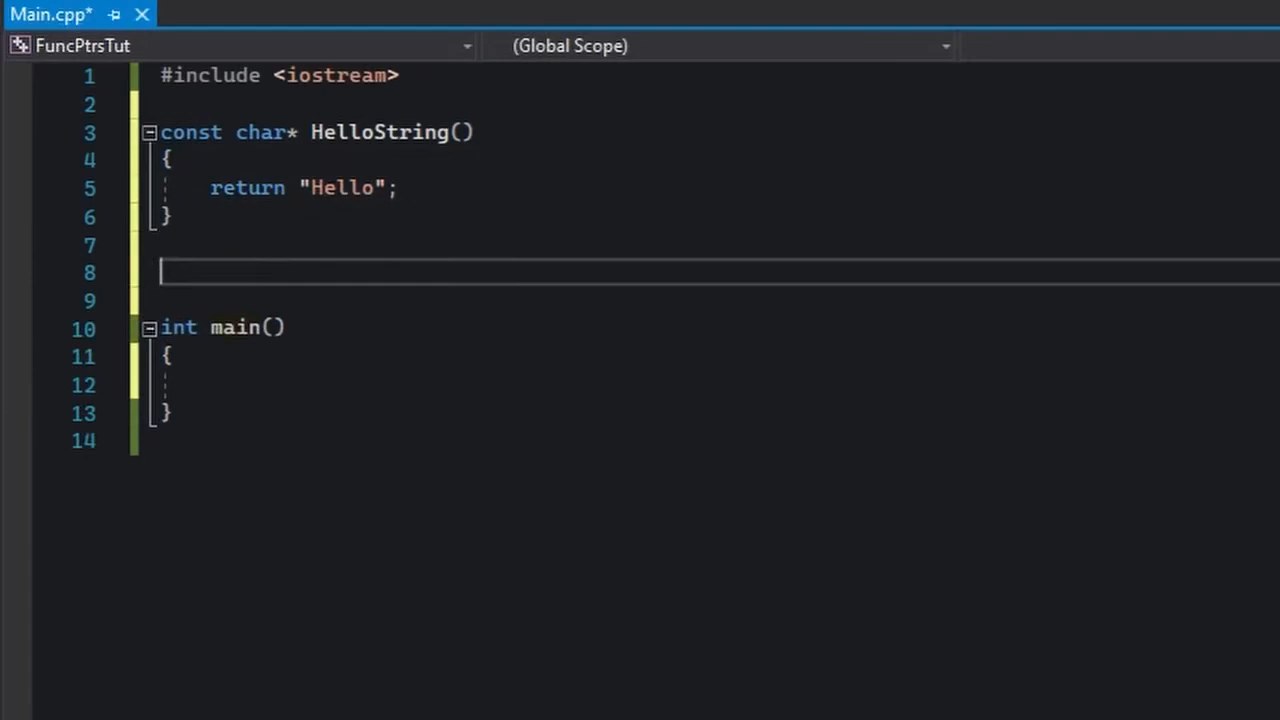 Main.cpp*
FuncPtrsTut (Global Scope)
1 #include <iostream>
2
3 const char* HelloString()
4 {
5 return "Hello";
6 }
7
8
9
10 int main()
11 {
12
13 }
14